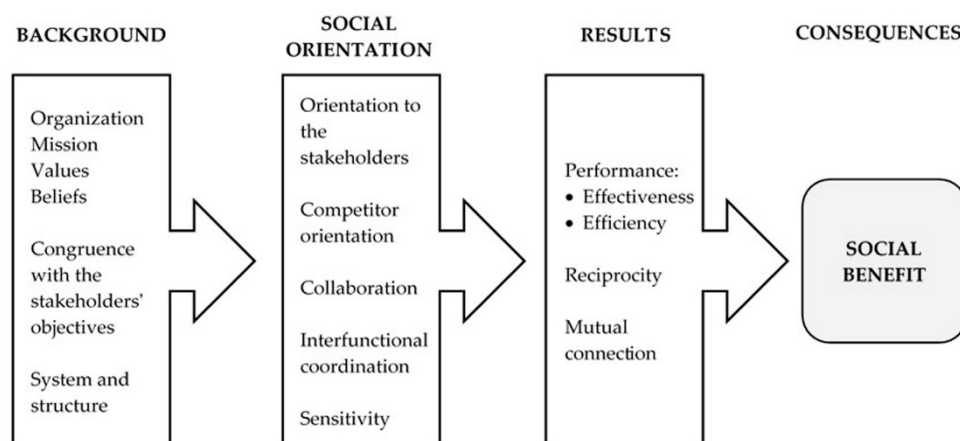 BACKGROUND
Organization
Mission
Values
Beliefs
Congruence
with the
stakeholders'
objectives
System and
structure
SOCIAL
ORIENTATION
Orientation to
the
stakeholders
Competitor
orientation
Collaboration
Interfunctional
coordination
Sensitivity
RESULTS
Performance:
• Effectiveness
• Efficiency
Reciprocity
Mutual
connection
CONSEQUENCES
SOCIAL
BENEFIT